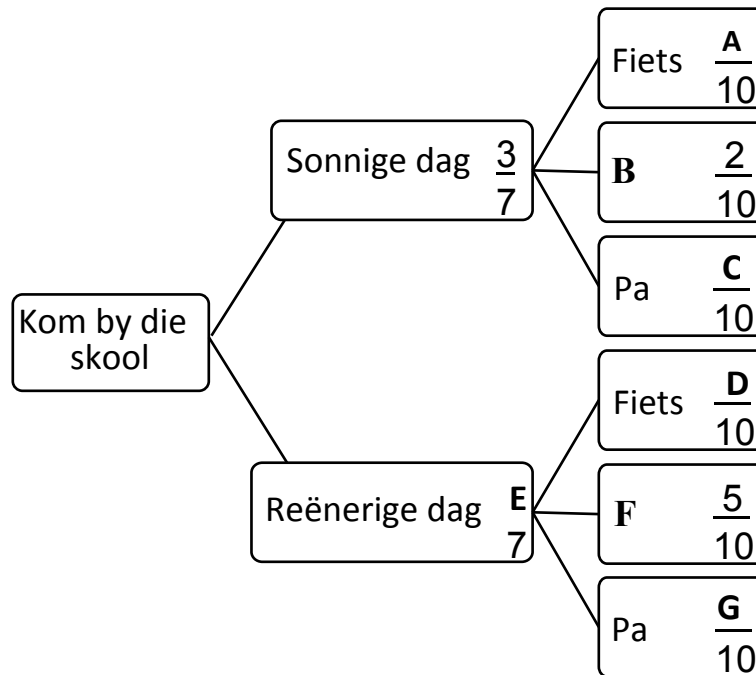 Kom by die
skool
Sonnige dag 3/7
Fiets A/10
B 2/10
Pa C/10
Reënerige dag E/7
Fiets D/10
F 5/10
Pa G/10